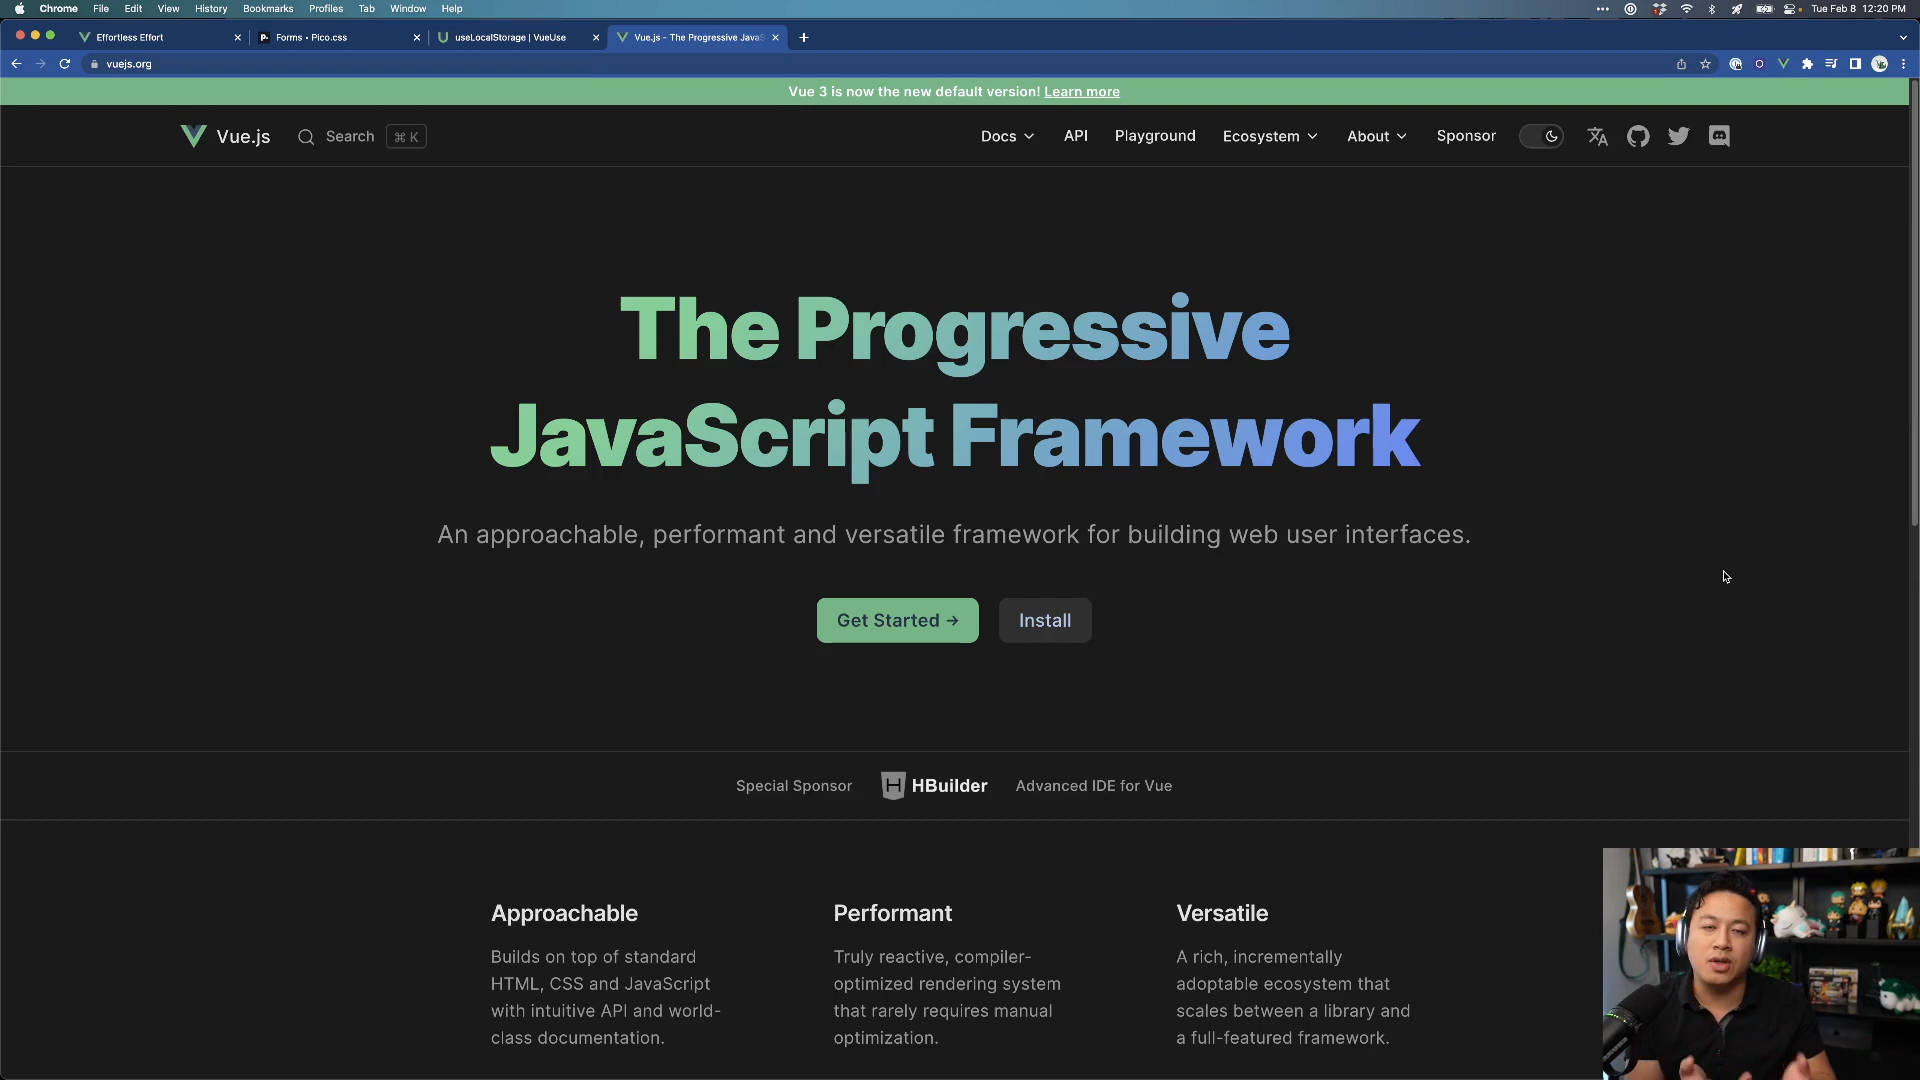 Chrome File Edit View History Bookmarks Profiles Tab Window Help
Tue Feb 8 12:20 PM
Effortless Effort
Forms • Pico.css
useLocalStorage | VueUse
Vue.js - The Progressive JavaS
vuejs.org
Vue 3 is now the new default version! Learn more
Vue.js
Search
⌘ K
Docs
API
Playground
Ecosystem
About
Sponsor
The Progressive
JavaScript Framework
An approachable, performant and versatile framework for building web user interfaces.
Get Started →
Install
Special Sponsor
HBuilder
Advanced IDE for Vue
Approachable
Builds on top of standard
HTML, CSS and JavaScript
with intuitive API and world-
class documentation.
Performant
Truly reactive, compiler-
optimized rendering system
that rarely requires manual
optimization.
Versatile
A rich, incrementally
adoptable ecosystem that
scales between a library and
a full-featured framework.